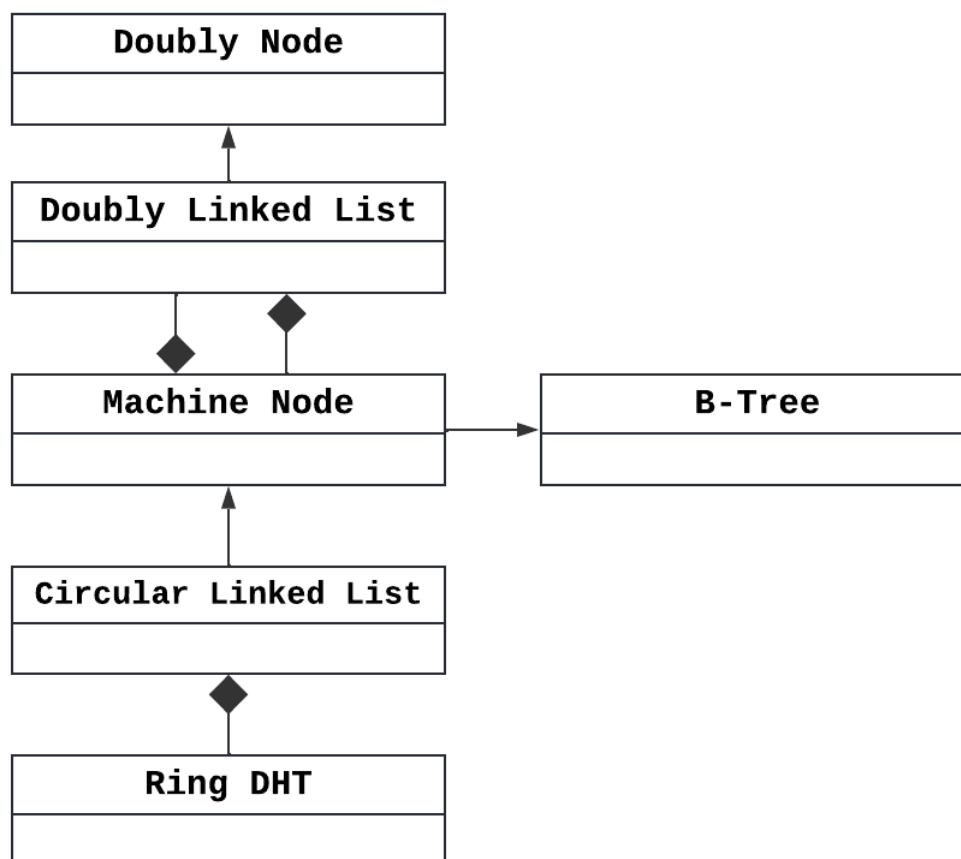 Doubly Node
Doubly Linked List
Machine Node
B-Tree
Circular Linked List
Ring DHT